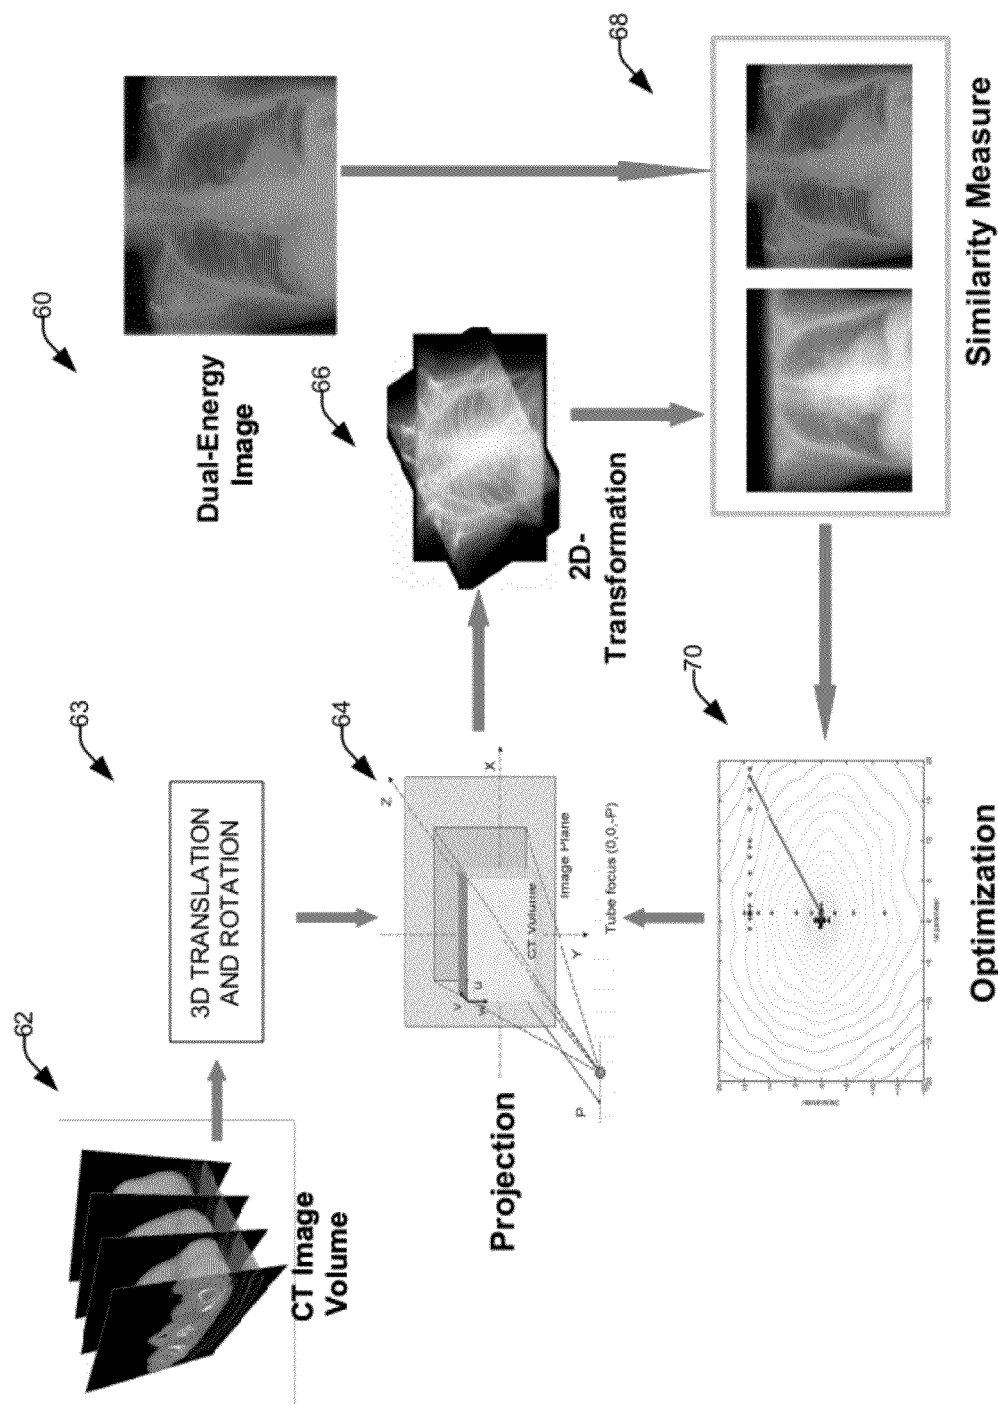 60
62
CT Image
Volume
63
3D TRANSLATION
AND ROTATION
Dual-Energy
Image
64
Projection
Z
X
Y
P
u
v
w
CT Volume
Image Plane
Tube focus (0,0,-P)
66
2D-
Transformation
68
Similarity Measure
70
Optimization